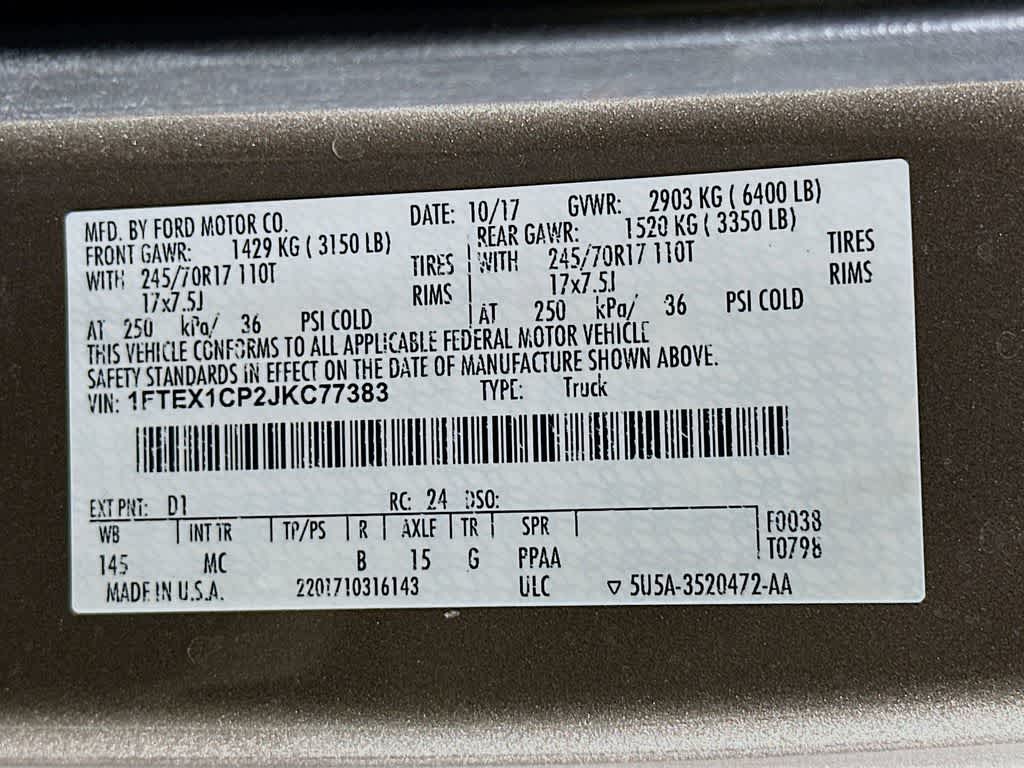 MFD. BY FORD MOTOR CO. DATE: 10/17 GVWR: 2903 KG ( 6400 LB)
FRONT GAWR: 1429 KG ( 3150 LB) REAR GAWR: 1520 KG ( 3350 LB)
WITH 245/70R17 110T TIRES WITH 245/70R17 110T TIRES
17x7.5J RIMS 17x7.5J RIMS
AT 250 kPa/ 36 PSI COLD AT 250 kPa/ 36 PSI COLD
THIS VEHICLE CONFORMS TO ALL APPLICABLE FEDERAL MOTOR VEHICLE
SAFETY STANDARDS IN EFFECT ON THE DATE OF MANUFACTURE SHOWN ABOVE.
VIN: 1FTEX1CP2JKC77383 TYPE: Truck
EXT PNT: D1 RC: 24 DSO:
WB INT TR TP/PS R AXLE TR SPR F0038
145 MC B 15 G PPAA T0798
MADE IN U.S.A. 2201710316143 ULC ▽ 5U5A-3520472-AA